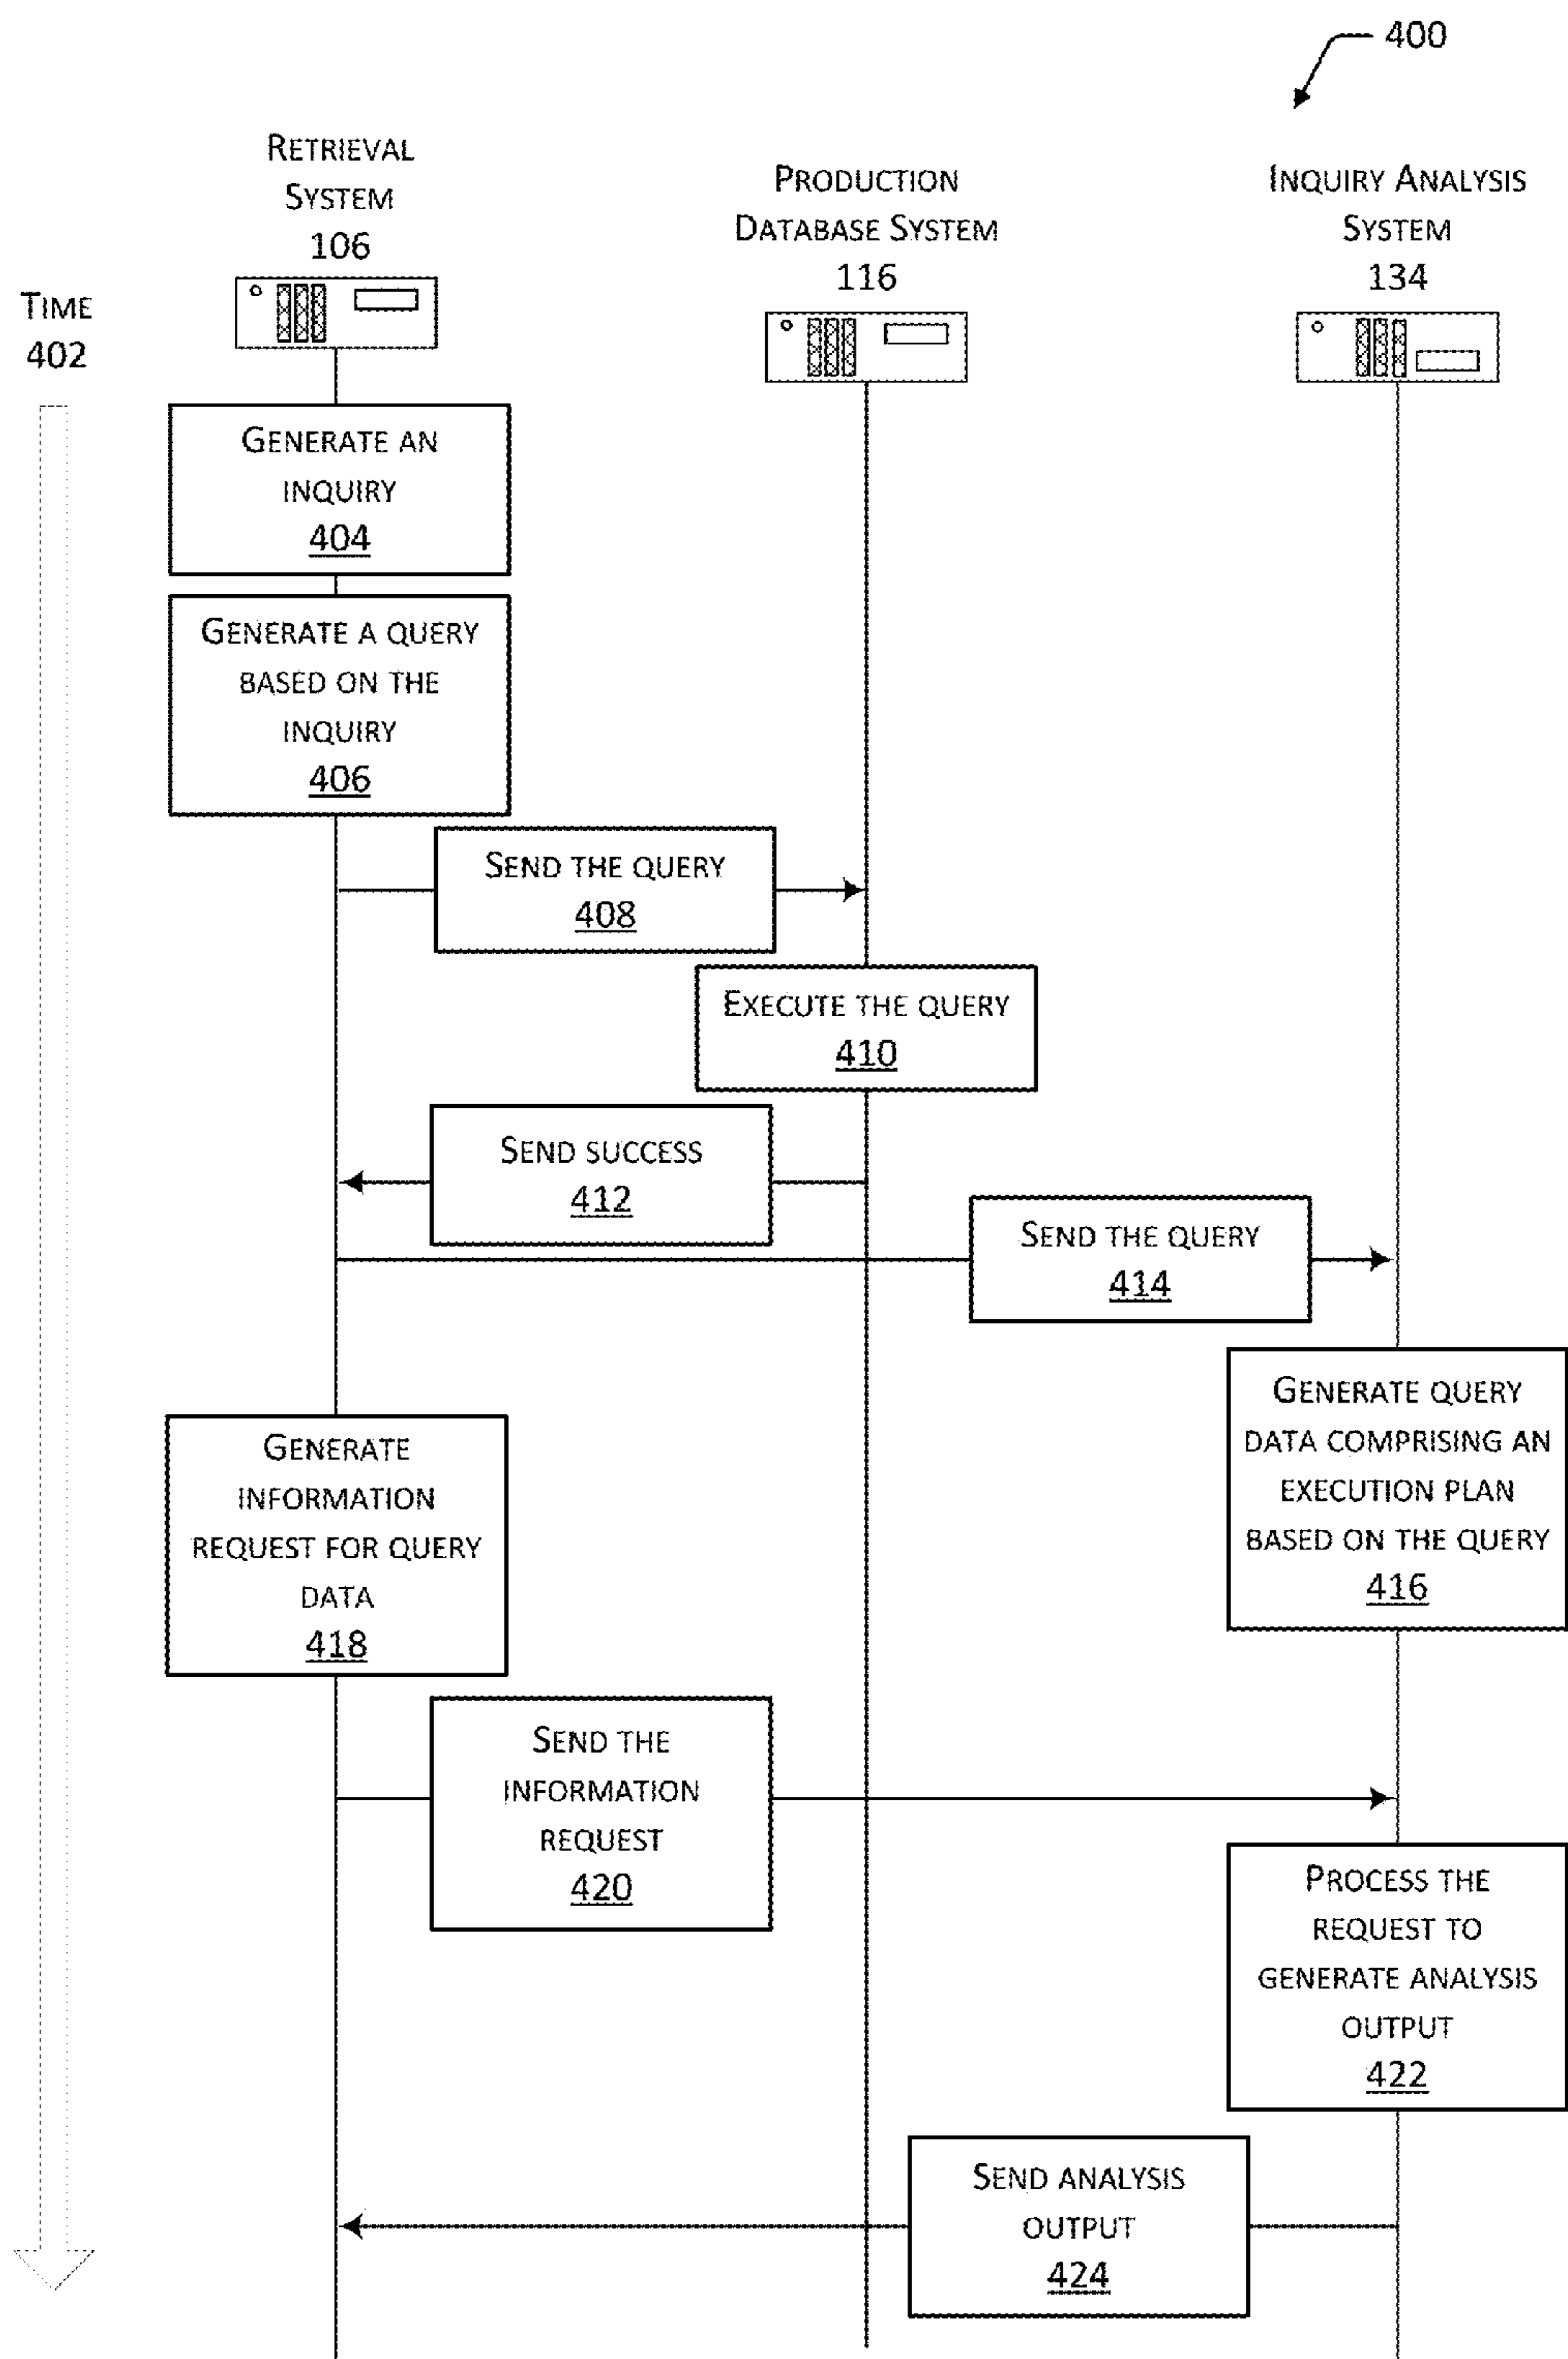 400
RETRIEVAL
SYSTEM
106
PRODUCTION
DATABASE SYSTEM
116
INQUIRY ANALYSIS
SYSTEM
134
TIME
402
GENERATE AN
INQUIRY
404
GENERATE A QUERY
BASED ON THE
INQUIRY
406
SEND THE QUERY
408
EXECUTE THE QUERY
410
SEND SUCCESS
412
SEND THE QUERY
414
GENERATE QUERY
DATA COMPRISING AN
EXECUTION PLAN
BASED ON THE QUERY
416
GENERATE
INFORMATION
REQUEST FOR QUERY
DATA
418
SEND THE
INFORMATION
REQUEST
420
PROCESS THE
REQUEST TO
GENERATE ANALYSIS
OUTPUT
422
SEND ANALYSIS
OUTPUT
424